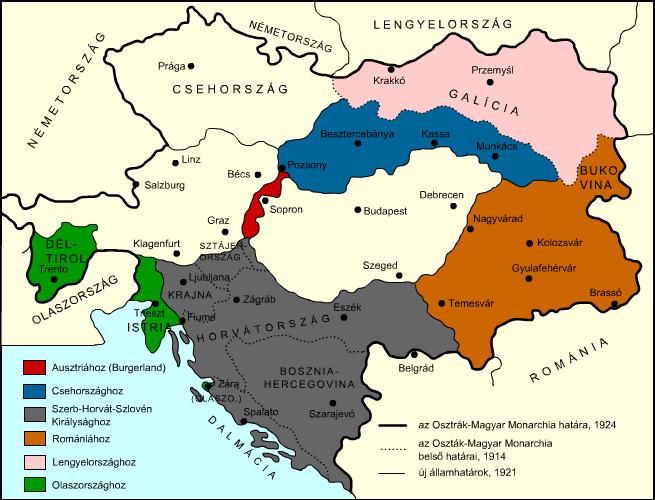 LENGYELORSZÁG
NÉMETORSZÁG
NÉMETORSZÁG
Prága
CSEHORSZÁG
Krakkó
Przemyśl
GALÍCIA
Besztercebánya
Kassa
Munkács
Linz
Bécs
Pozsony
Salzburg
BUKO
VINA
Sopron
Budapest
Debrecen
Graz
Nagyvárad
Kolozsvár
DÉL-
TIROL
Trento
Klagenfurt
SZTÁJER
ORSZÁG
Szeged
Gyulafehérvár
OLASZORSZÁG
Ljubljana
KRAJNA
Zágráb
Temesvár
Brassó
Trieszt
ISTRIA
Fiume
Eszék
HORVÁTORSZÁG
ROMÁNIA
Belgrád
BOSZNIA-
HERCEGOVINA
Zára
(OLASZO.)
Szarajevó
Spalato
DALMÁCIA
Ausztriához (Burgerland)
Csehországhoz
Szerb-Horvát-Szlovén
Királysághoz
Romániához
Lengyelországhoz
Olaszországhoz
az Osztrák-Magyar Monarchia határa, 1924
az Oszták-Magyar Monarchia
belső határai, 1914
új államhatárok, 1921